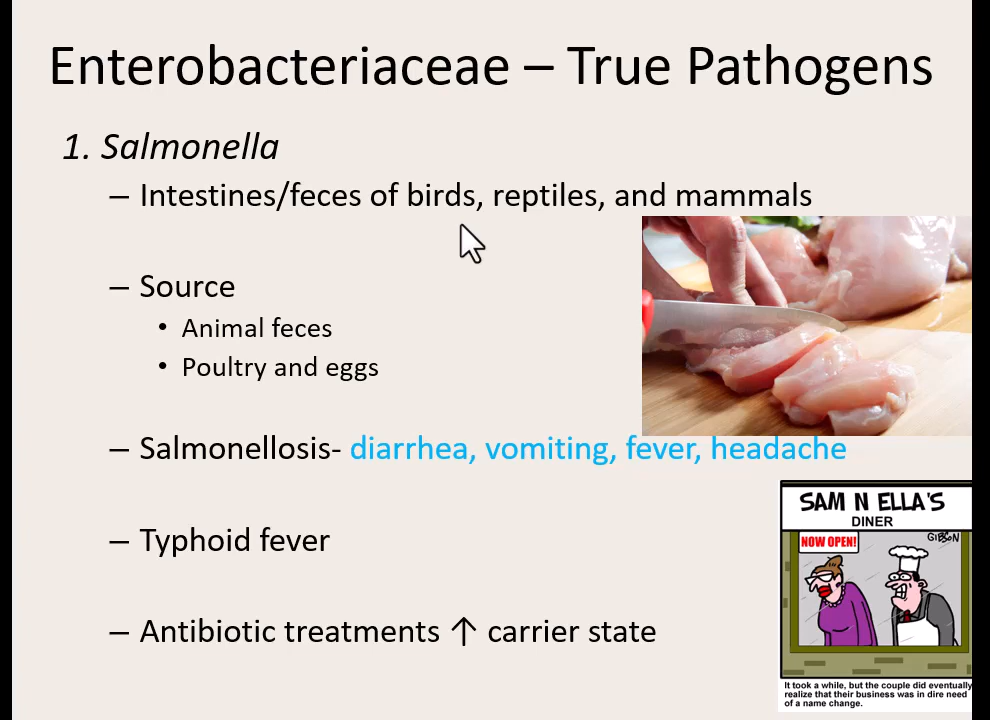 Enterobacteriaceae – True Pathogens
1. Salmonella
– Intestines/feces of birds, reptiles, and mammals
– Source
• Animal feces
• Poultry and eggs
– Salmonellosis- diarrhea, vomiting, fever, headache
– Typhoid fever
– Antibiotic treatments ↑ carrier state
SAM N ELLA'S
DINER
NOW OPEN!
GIBSON
It took a while, but the couple did eventually
realize that their business was in dire need
of a name change.